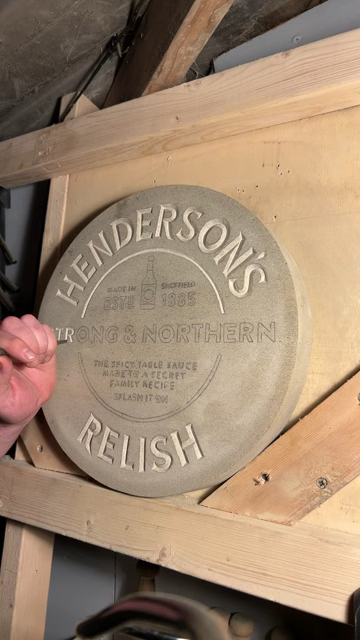 HENDERSON'S
MADE IN SHEFFIELD
ESTD 1885
STRONG & NORTHERN
THE SPICY TABLE SAUCE
MADE TO A SECRET
FAMILY RECIPE
SPLASH IT ON
RELISH